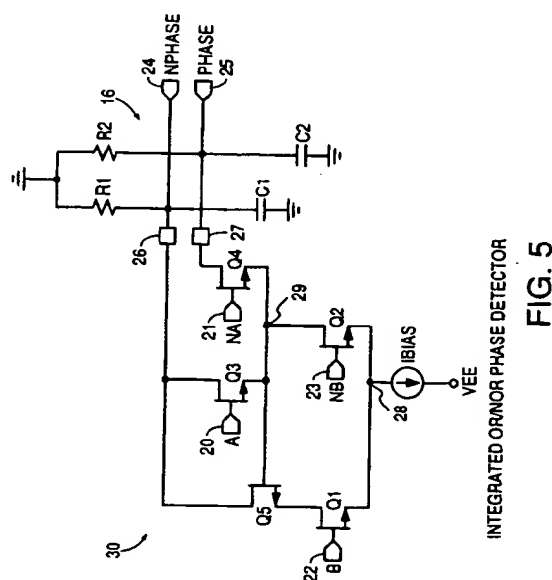 24
NPHASE
16
PHASE
25
R1
R2
C1
C2
26
27
Q4
21
NA
29
Q3
20
A
Q2
23
NB
Q5
30
Q1
22
B
28
IBIAS
VEE
INTEGRATED OR/NOR PHASE DETECTOR
FIG. 5